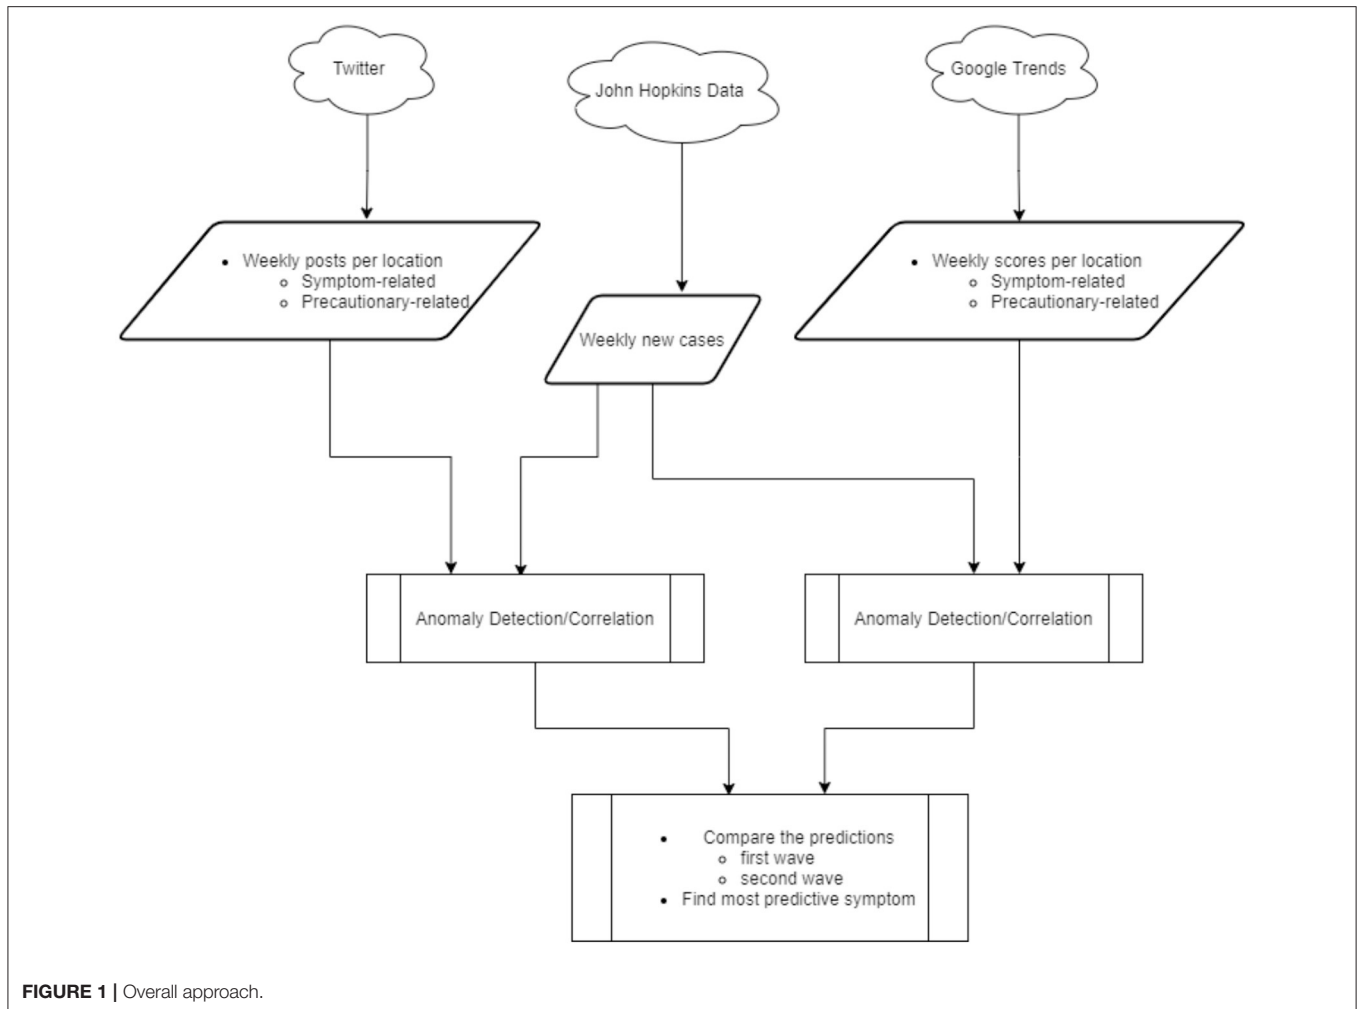 Twitter
John Hopkins Data
Google Trends
• Weekly posts per location
○ Symptom-related
○ Precautionary-related
Weekly new cases
• Weekly scores per location
○ Symptom-related
○ Precautionary-related
Anomaly Detection/Correlation
Anomaly Detection/Correlation
• Compare the predictions
○ first wave
○ second wave
• Find most predictive symptom
FIGURE 1 | Overall approach.